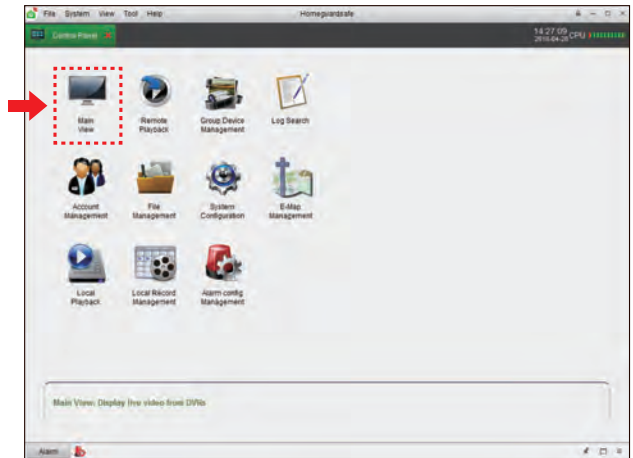 File System View Tool Help Homeguardsafe
Control Panel 14:27:09 CPU
2016-04-28
Main View
Remote Playback
Group Device Management
Log Search
Account Management
File Management
System Configuration
E-Map Management
Local Playback
Local Record Management
Alarm config Management
Main View: Display live video from DVRs
Alarm